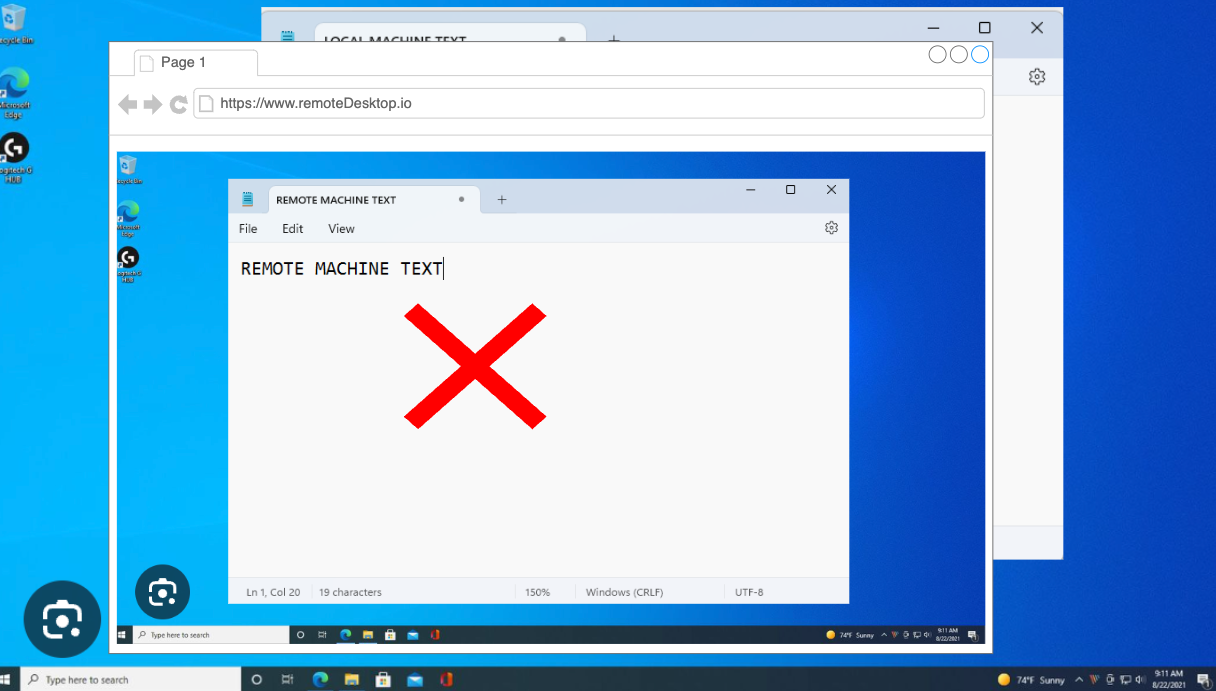 LOCAL MACHINE TEXT
Page 1
https://www.remoteDesktop.io
Recycle Bin
Microsoft
Edge
Logitech G
HUB
REMOTE MACHINE TEXT
File Edit View
REMOTE MACHINE TEXT
Microsoft
Edge
Logitech G
HUB
Ln 1, Col 20 19 characters 150% Windows (CRLF) UTF-8
Type here to search 74°F Sunny 9:11 AM
8/22/2021
Type here to search 74°F Sunny 9:11 AM
8/22/2021